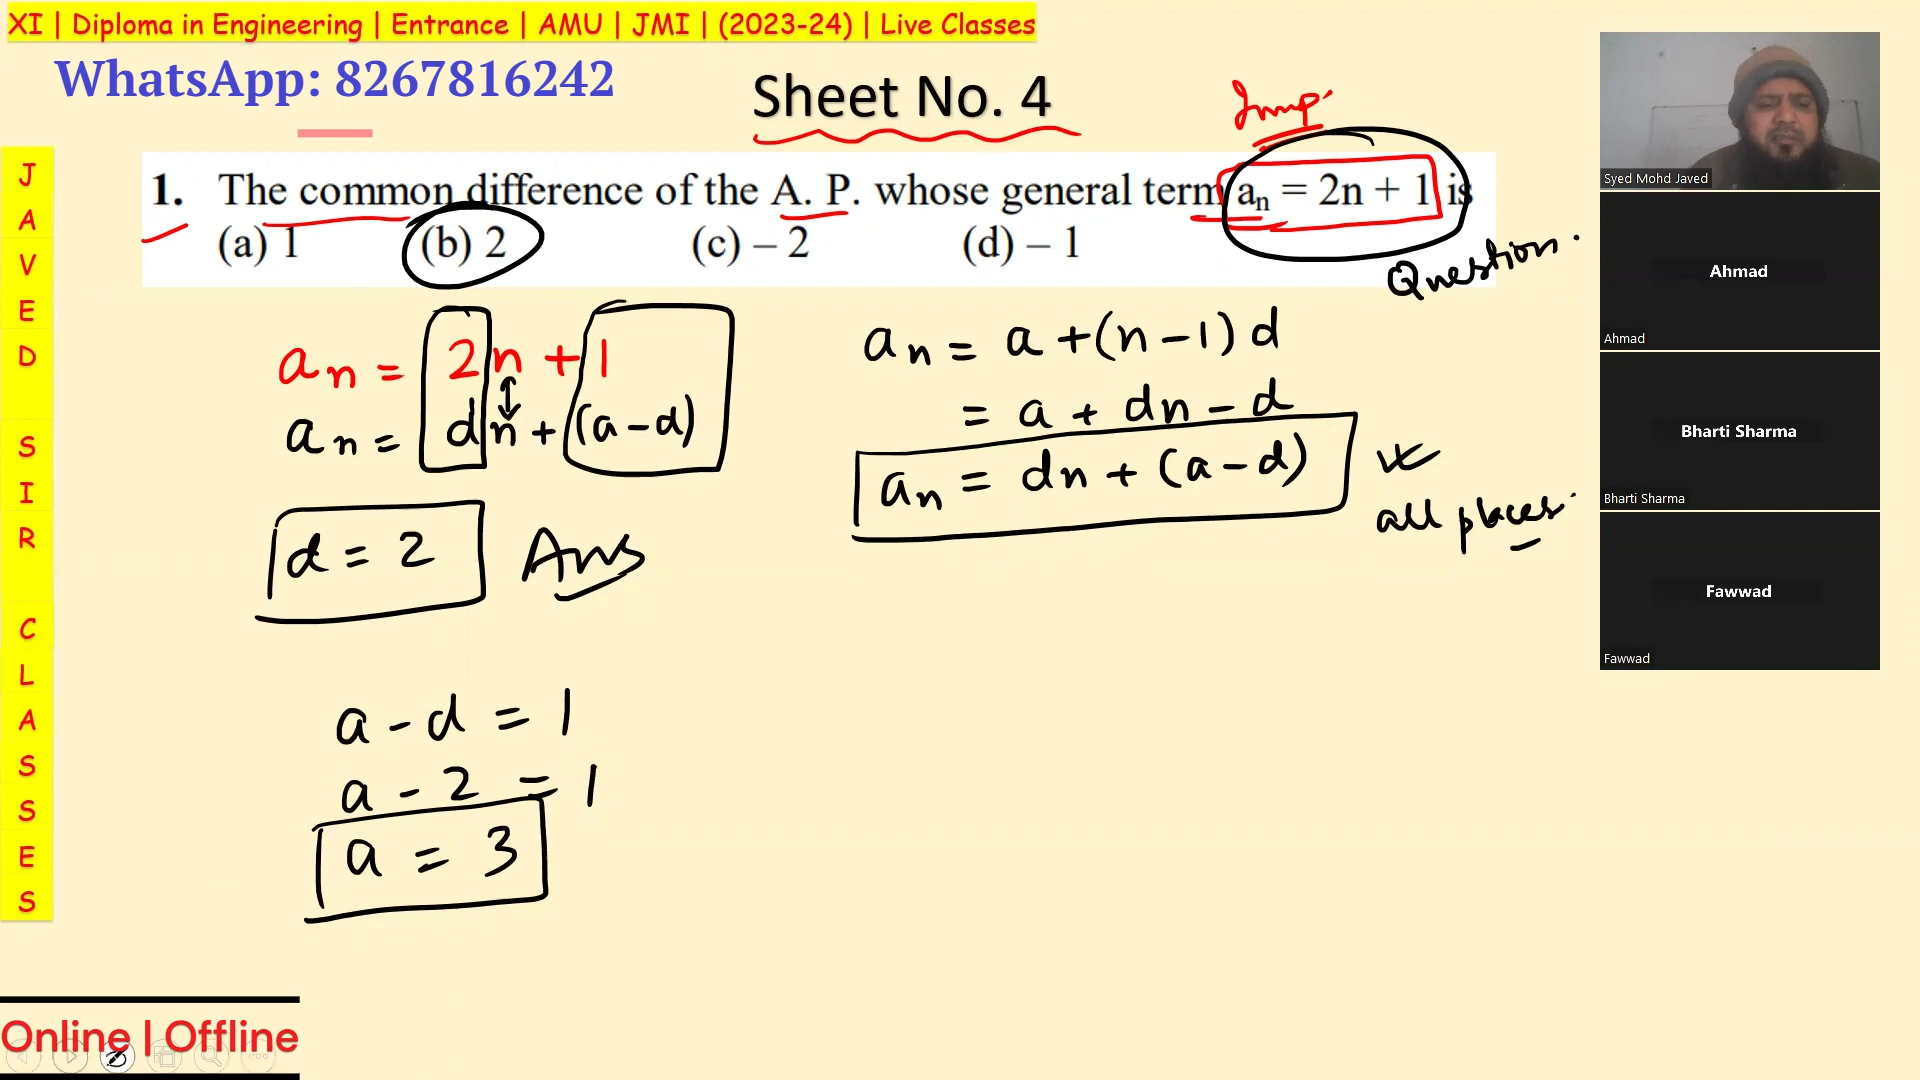 XI | Diploma in Engineering | Entrance | AMU | JMI | (2023-24) | Live Classes
WhatsApp: 8267816242
Sheet No. 4
Imp.
1. The common difference of the A. P. whose general term aₙ = 2n + 1 is
(a) 1 (b) 2 (c) – 2 (d) – 1
Question.
aₙ = 2n + 1
aₙ = dn + (a - d)
d = 2 Ans
a - d = 1
a - 2 = 1
a = 3
aₙ = a + (n - 1) d
= a + dn - d
aₙ = dn + (a - d)
all places.
JAVED SIR CLASSES
Online | Offline
Syed Mohd Javed
Ahmad
Ahmad
Bharti Sharma
Bharti Sharma
Fawwad
Fawwad